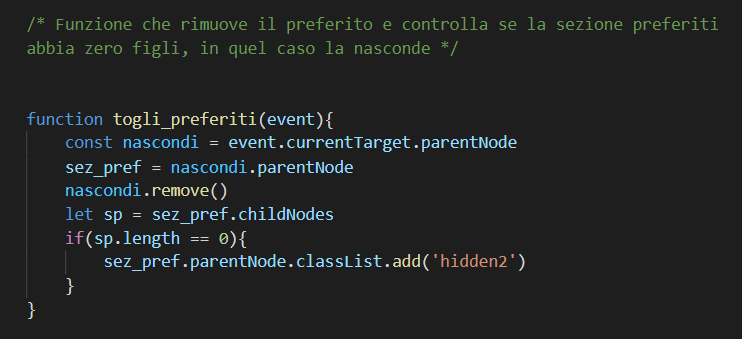 /* Funzione che rimuove il preferito e controlla se la sezione preferiti
abbia zero figli, in quel caso la nasconde */
function togli_preferiti(event){
    const nascondi = event.currentTarget.parentNode
    sez_pref = nascondi.parentNode
    nascondi.remove()
    let sp = sez_pref.childNodes
    if(sp.length == 0){
        sez_pref.parentNode.classList.add('hidden2')
    }
}